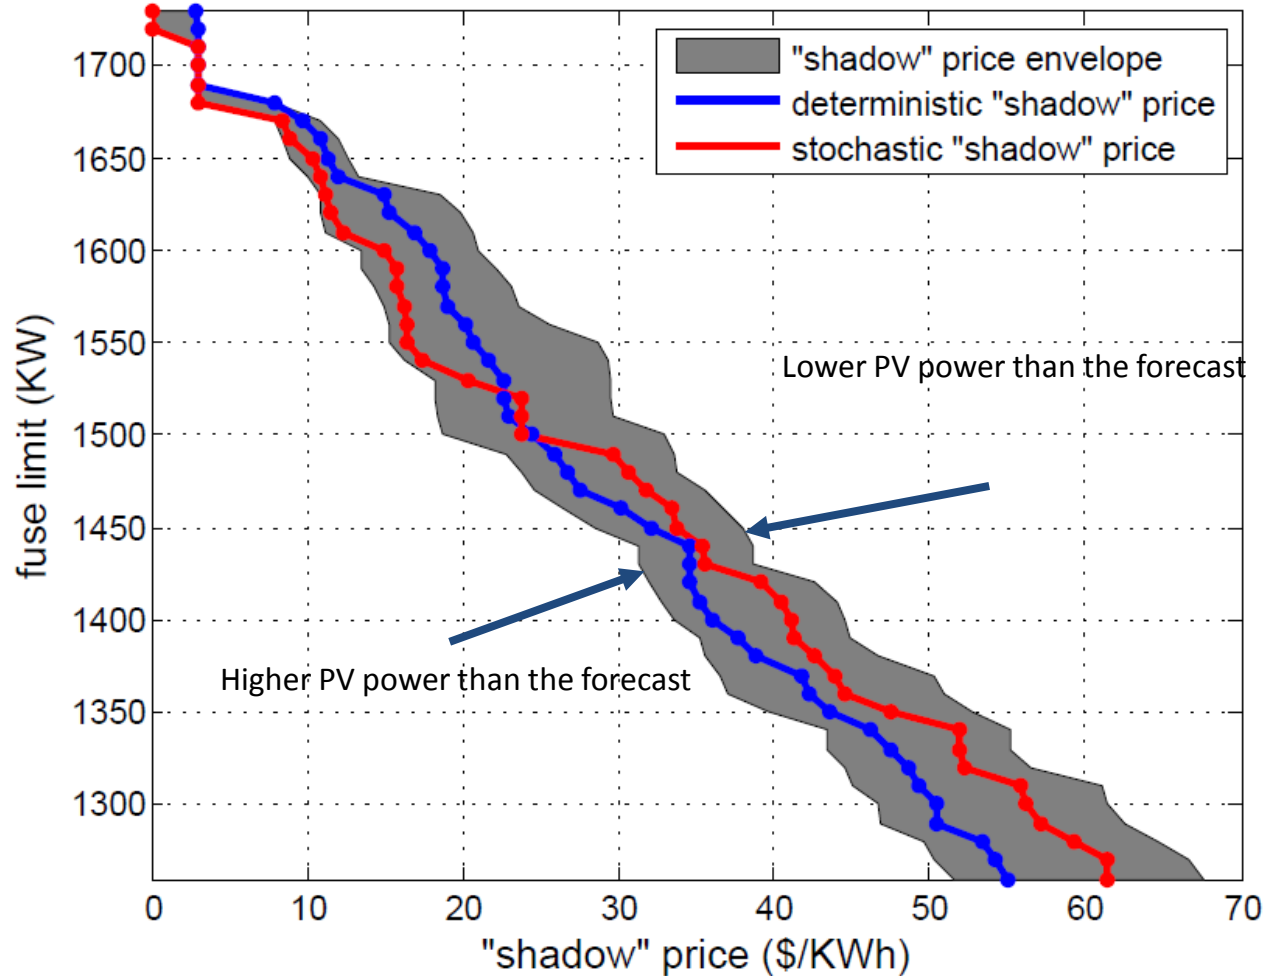 "shadow" price envelope
deterministic "shadow" price
stochastic "shadow" price
1700
1650
1600
1550
1500
1450
1400
1350
1300
fuse limit (KW)
Lower PV power than the forecast
Higher PV power than the forecast
0 10 20 30 40 50 60 70
"shadow" price ($/KWh)